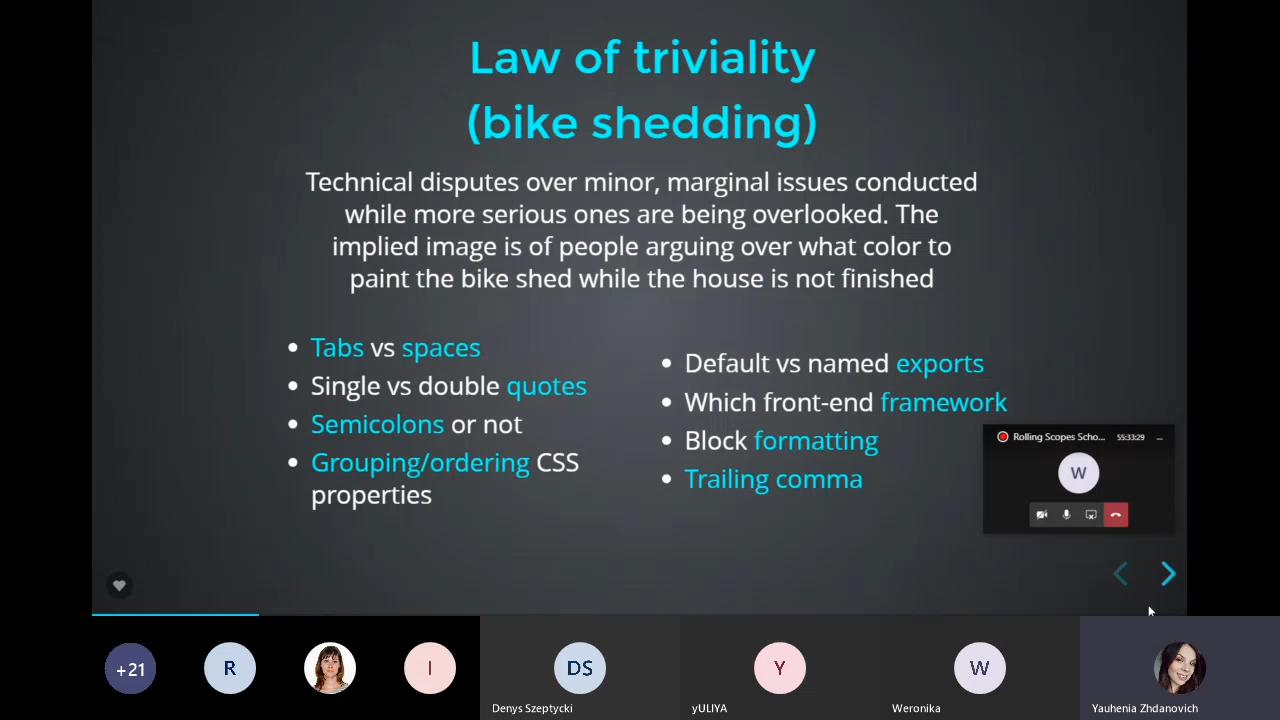 Law of triviality
(bike shedding)
Technical disputes over minor, marginal issues conducted
while more serious ones are being overlooked. The
implied image is of people arguing over what color to
paint the bike shed while the house is not finished
• Tabs vs spaces
• Single vs double quotes
• Semicolons or not
• Grouping/ordering CSS
properties
• Default vs named exports
• Which front-end framework
• Block formatting
• Trailing comma
Rolling Scopes Scho... 55:33:29
W
+21
R
I
DS
Y
W
Denys Szeptycki
yULIYA
Weronika
Yauhenia Zhdanovich